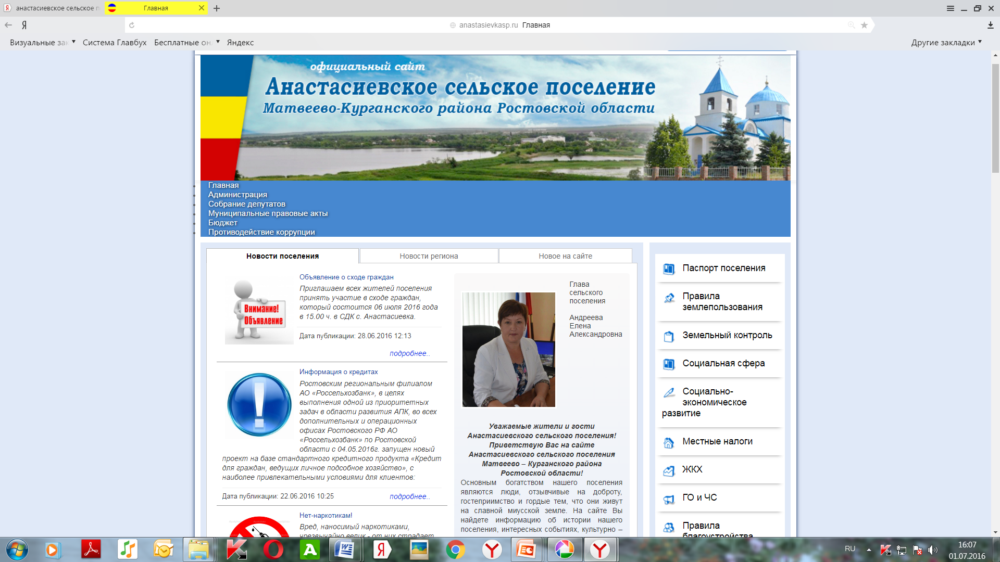 анастасиевское сельское п
Главная
anastasievkasp.ru Главная
Визуальные зак
Система Главбух
Бесплатные он
Яндекс
Другие закладки
официальный сайт
Анастасиевское сельское поселение
Матвеево-Курганского района Ростовской области
Главная
Администрация
Собрание депутатов
Муниципальные правовые акты
Бюджет
Противодействие коррупции
Новости поселения
Новости региона
Новое на сайте
Внимание!
Объявление
Объявление о сходе граждан
Приглашаем всех жителей поселения
принять участие в сходе граждан,
который состоится 06 июля 2016 года
в 15.00 ч. в СДК с. Анастасиевка.
Дата публикации: 28.06.2016 12:13
подробнее..
Информация о кредитах
Ростовским региональным филиалом
АО «Россельхозбанк», в целях
выполнения одной из приоритетных
задач в области развития АПК, во всех
дополнительных и операционных
офисах Ростовского РФ АО
«Россельхозбанк» по Ростовской
области с 04.05.2016г. запущен новый
проект на базе стандартного кредитного продукта «Кредит
для граждан, ведущих личное подсобное хозяйство», с
наиболее привлекательными условиями для клиентов:
Дата публикации: 22.06.2016 10:25
подробнее..
Нет-наркотикам!
Вред, наносимый наркотиками,
чрезвычайно велик - от них страдает
Глава
сельского
поселения
Андреева
Елена
Александровна
Уважаемые жители и гости
Анастасиевского сельского поселения!
Приветствую Вас на сайте
Анастасиевского сельского поселения
Матвеево – Курганского района
Ростовской области!
Основным богатством нашего поселения
являются люди, отзывчивые на доброту,
гостеприимство и гордые тем, что они живут
на славной миусской земле. На сайте Вы
найдете информацию об истории нашего
поселения, интересных событиях, культурно –
Паспорт поселения
Правила
землепользования
Земельный контроль
Социальная сфера
Социально-
экономическое
развитие
Местные налоги
ЖКХ
ГО и ЧС
Правила
благоустройства
RU
16:07
01.07.2016